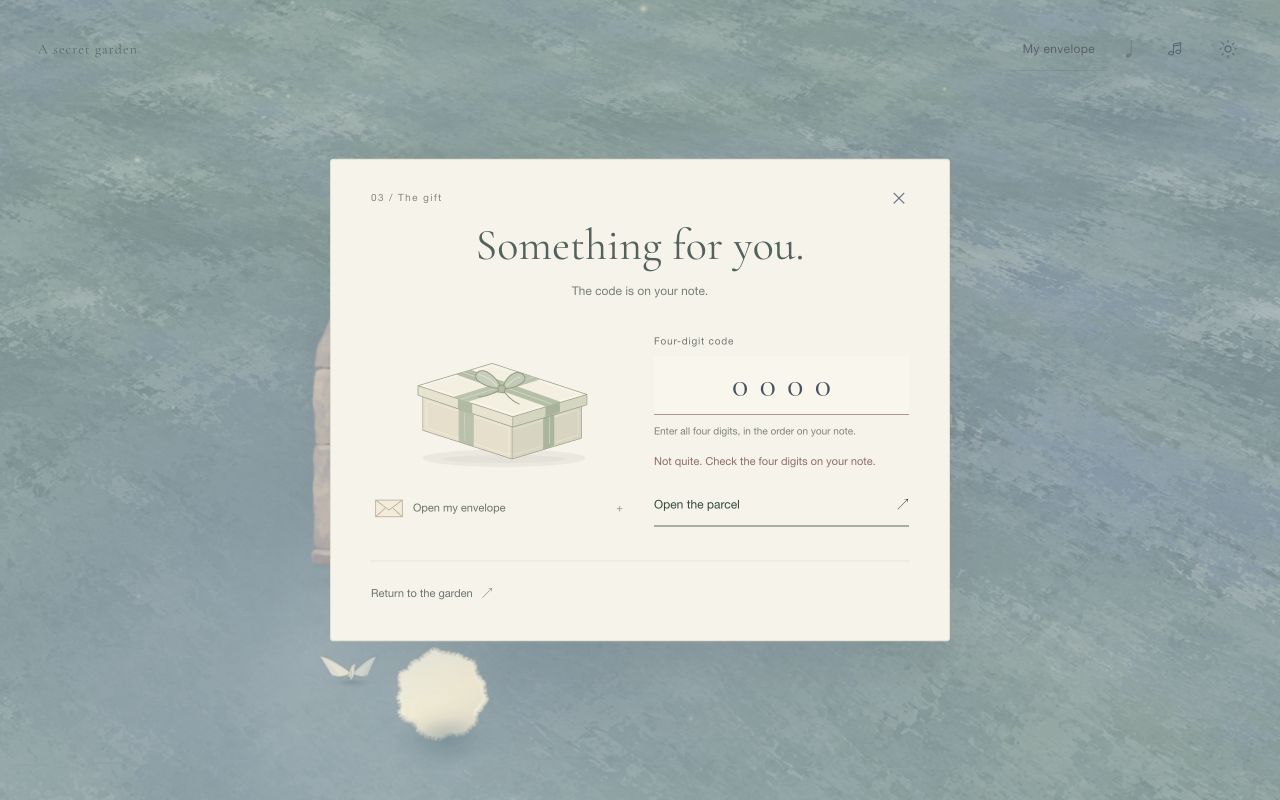 A secret garden
My envelope
03 / The gift
Something for you.
The code is on your note.
Four-digit code
0 0 0 0
Enter all four digits, in the order on your note.
Not quite. Check the four digits on your note.
Open my envelope +
Open the parcel
Return to the garden